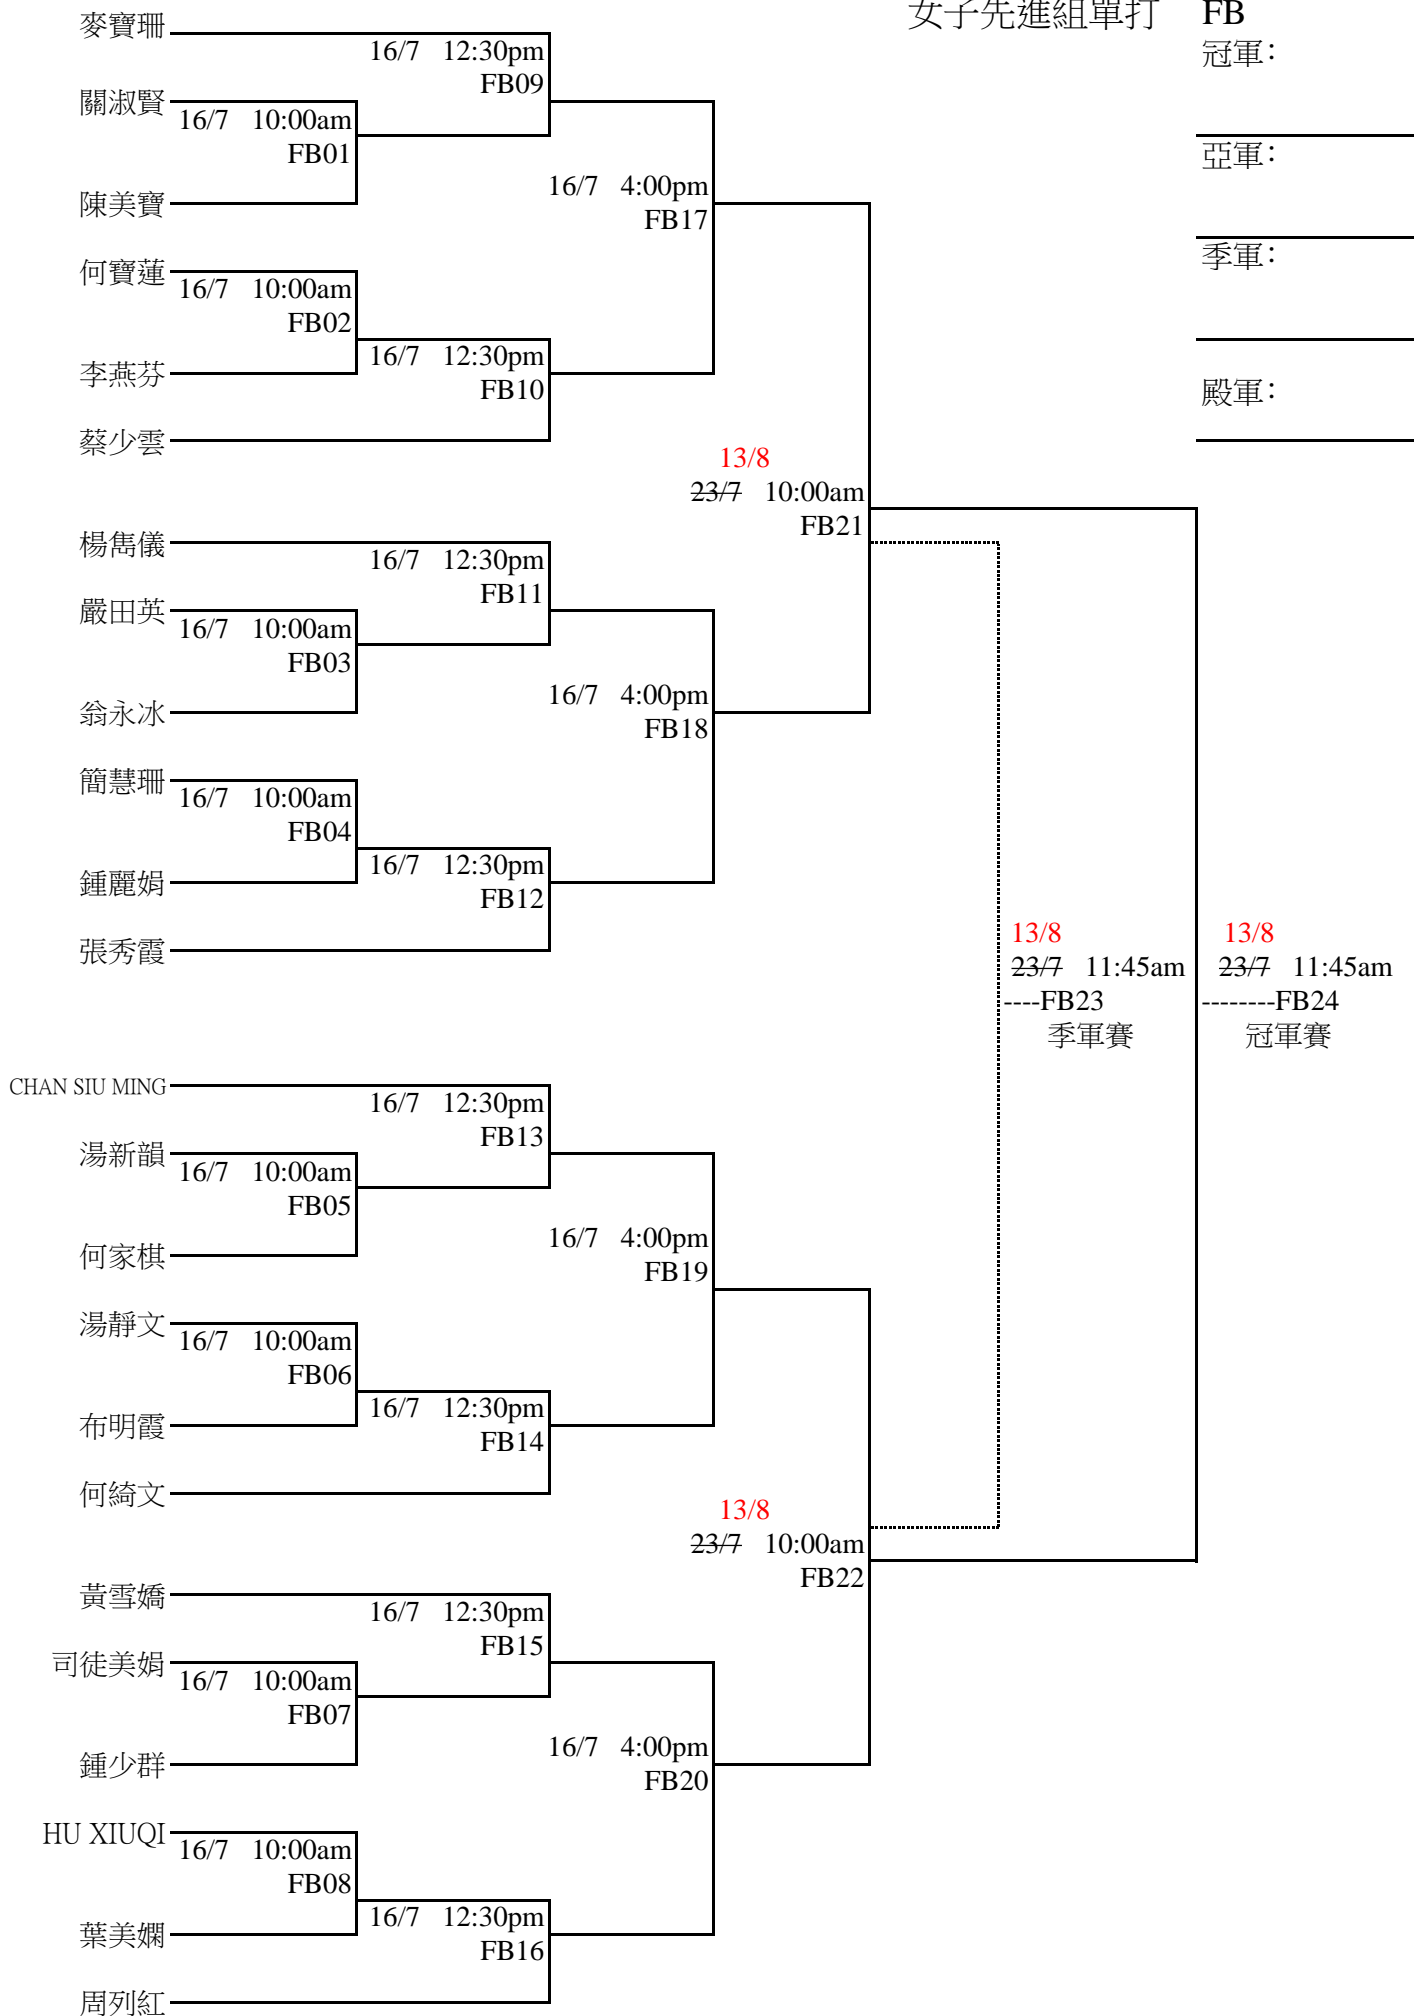 女子先進組單打 FB
麥寶珊
16/7 12:30pm
FB09
冠軍：
關淑賢
16/7 10:00am
FB01
亞軍：
陳美寶
16/7 4:00pm
FB17
季軍：
何寶蓮
16/7 10:00am
FB02
李燕芬
16/7 12:30pm
FB10
殿軍：
蔡少雲
13/8
23/7 10:00am
FB21
楊雋儀
16/7 12:30pm
FB11
嚴田英
16/7 10:00am
FB03
翁永冰
16/7 4:00pm
FB18
簡慧珊
16/7 10:00am
FB04
鍾麗娟
16/7 12:30pm
FB12
張秀霞
13/8 13/8
23/7 11:45am 23/7 11:45am
----FB23 --------FB24
季軍賽 冠軍賽
CHAN SIU MING
16/7 12:30pm
FB13
湯新韻
16/7 10:00am
FB05
何家棋
16/7 4:00pm
FB19
湯靜文
16/7 10:00am
FB06
布明霞
16/7 12:30pm
FB14
何綺文
13/8
23/7 10:00am
FB22
黃雪嬌
16/7 12:30pm
FB15
司徒美娟
16/7 10:00am
FB07
鍾少群
16/7 4:00pm
FB20
HU XIUQI
16/7 10:00am
FB08
葉美嫻
16/7 12:30pm
FB16
周列紅